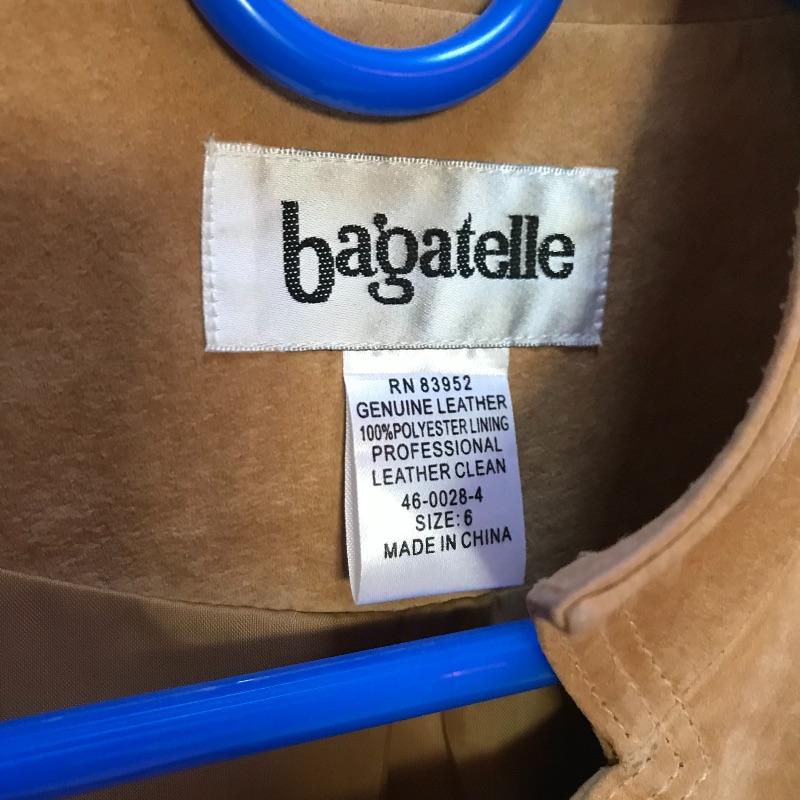 bagatelle
RN 83952
GENUINE LEATHER
100%POLYESTER LINING
PROFESSIONAL
LEATHER CLEAN
46-0028-4
SIZE: 6
MADE IN CHINA